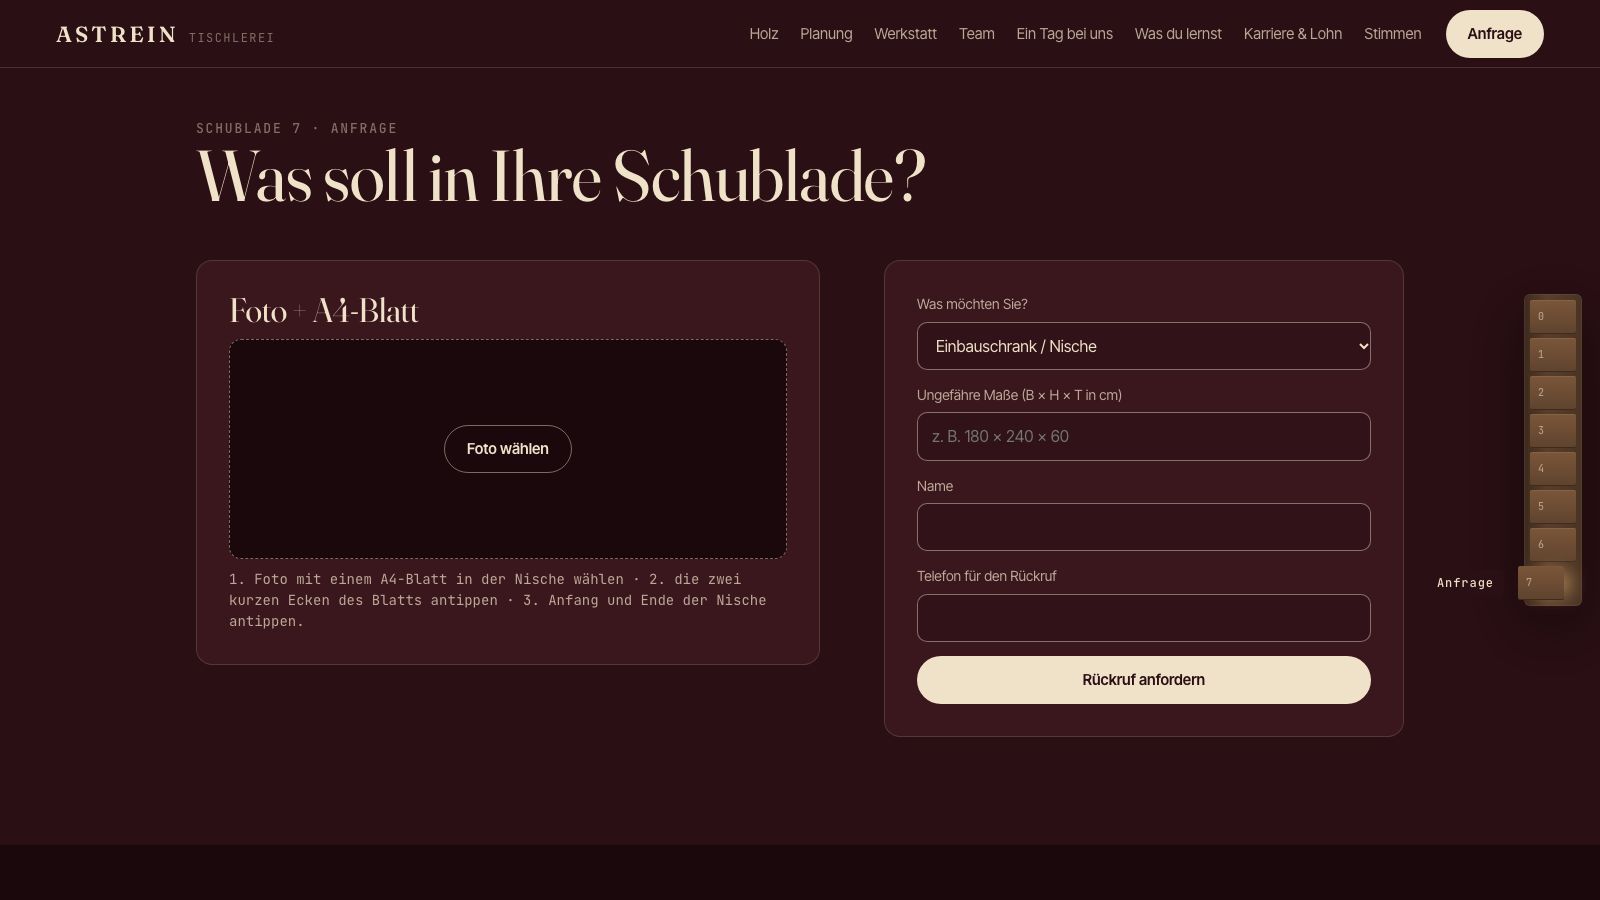 ASTREIN TISCHLEREI
Holz Planung Werkstatt Team Ein Tag bei uns Was du lernst Karriere & Lohn Stimmen Anfrage
SCHUBLADE 7 · ANFRAGE
Was soll in Ihre Schublade?
Foto + A4-Blatt
Foto wählen
1. Foto mit einem A4-Blatt in der Nische wählen · 2. die zwei
kurzen Ecken des Blatts antippen · 3. Anfang und Ende der Nische
antippen.
Was möchten Sie?
Einbauschrank / Nische
Ungefähre Maße (B × H × T in cm)
z. B. 180 × 240 × 60
Name
Telefon für den Rückruf
Rückruf anfordern
0
1
2
3
4
5
6
Anfrage 7